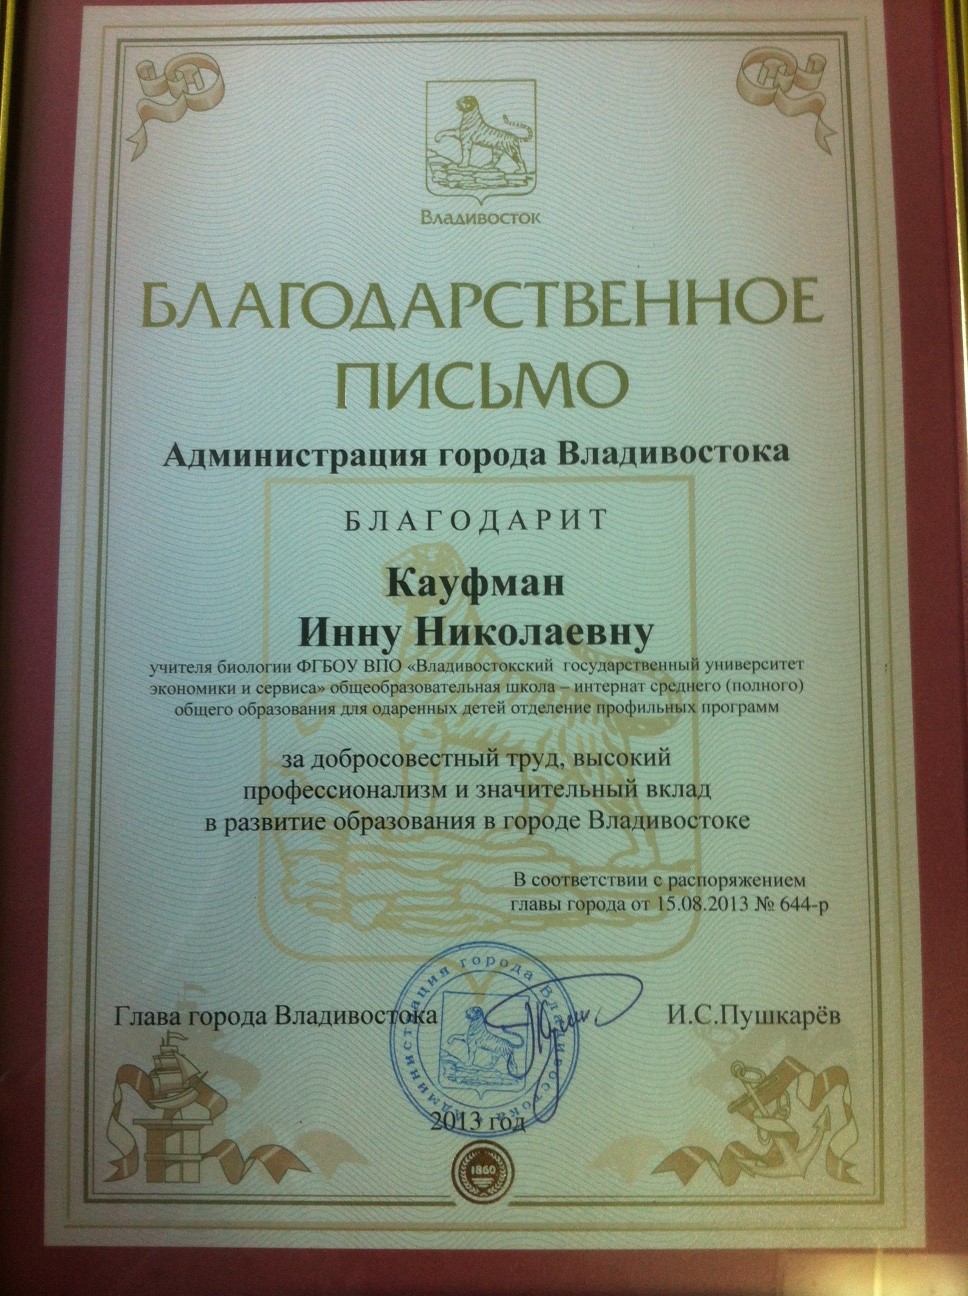 Владивосток
БЛАГОДАРСТВЕННОЕ
ПИСЬМО
Администрация города Владивостока
БЛАГОДАРИТ
Кауфман
Инну Николаевну
учителя биологии ФГБОУ ВПО «Владивостокский государственный университет
экономики и сервиса» общеобразовательная школа – интернат среднего (полного)
общего образования для одаренных детей отделение профильных программ
за добросовестный труд, высокий
профессионализм и значительный вклад
в развитие образования в городе Владивостоке
В соответствии с распоряжением
главы города от 15.08.2013 № 644-р
Администрация города Владивостока
Глава города Владивостока И.С.Пушкарёв
2013 год
1860